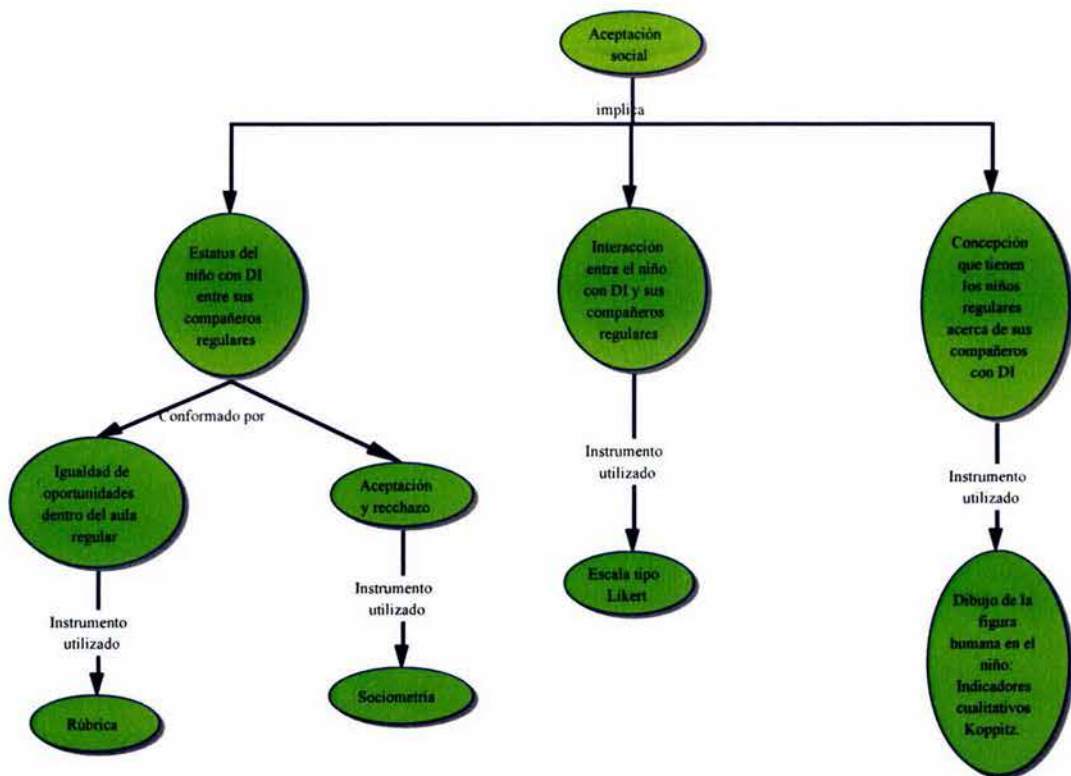 Aceptación
social
implica
Estatus del
niño con DI
entre sus
compañeros
regulares
Interacción
entre el niño
con DI y sus
compañeros
regulares
Concepción
que tienen
los niños
regulares
acerca de sus
compañeros
con DI
Conformado por
Igualdad de
oportunidades
dentro del aula
regular
Aceptación
y recchazo
Instrumento
utilizado
Instrumento
utilizado
Escala tipo
Likert
Instrumento
utilizado
Instrumento
utilizado
Rúbrica
Sociometría
Dibujo de la
figura
humana en el
niño:
Indicadores
cualitativos
Koppitz.